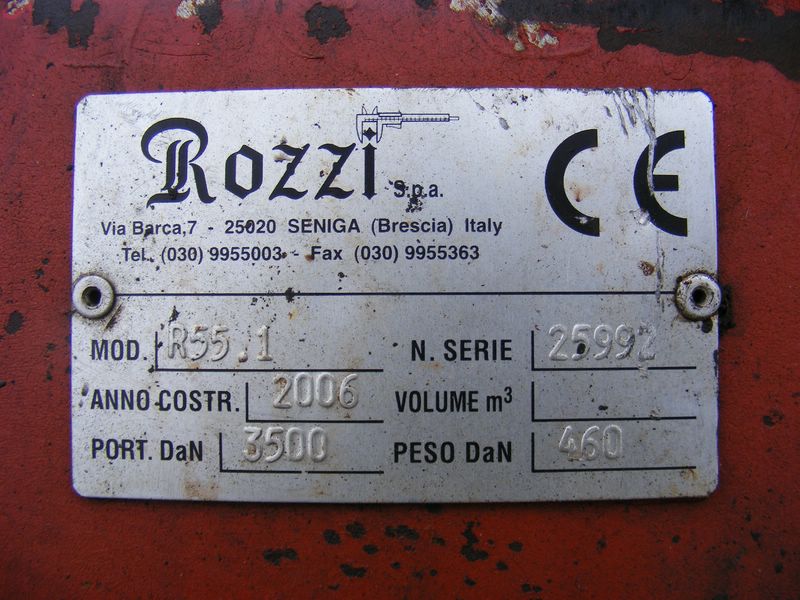 Rozzi S.p.a.
Via Barca,7 - 25020 SENIGA (Brescia) Italy
Tel. (030) 9955003 - Fax (030) 9955363
CE
MOD. R55.1 N. SERIE 25992
ANNO COSTR. 2006 VOLUME m³
PORT. DaN 3500 PESO DaN 460